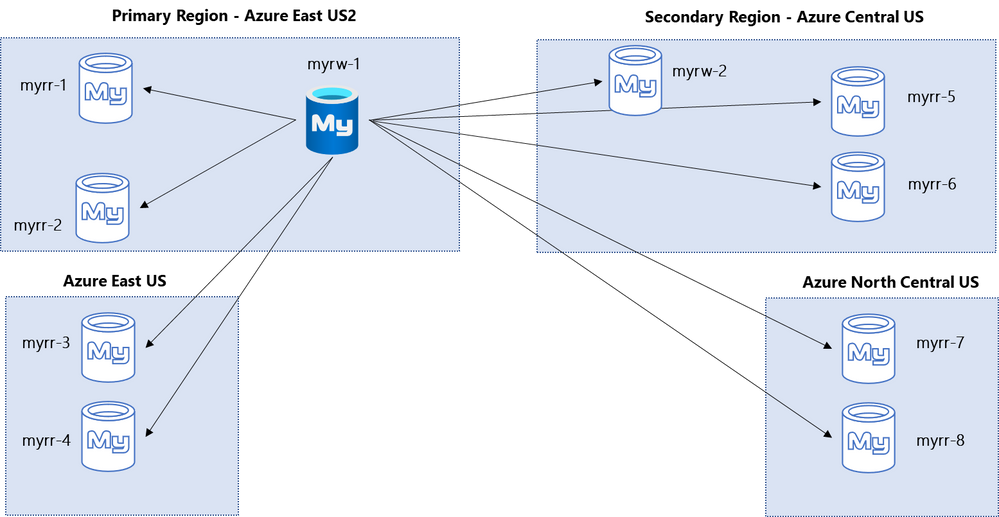 Primary Region - Azure East US2
myrw-1
myrr-1
My
My
myrr-2
My
Secondary Region - Azure Central US
myrw-2
My
myrr-5
My
myrr-6
My
Azure East US
myrr-3
My
myrr-4
My
Azure North Central US
My
myrr-7
My
myrr-8